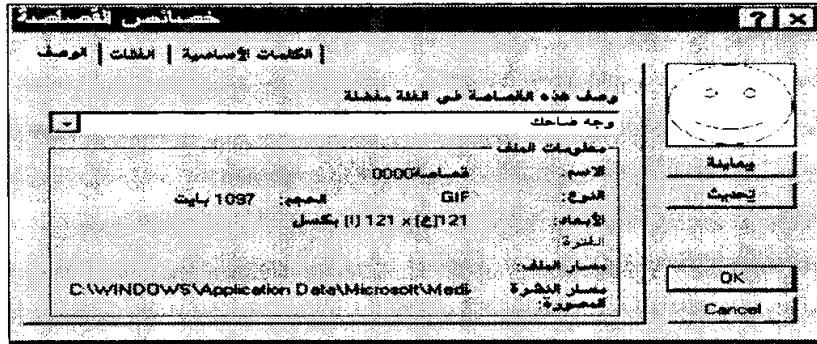 خصائص القصاصة
الوصف | الفئات | الكلمات الأساسية
وصف هذه القصاصة في الفئة مفضلة
وجه ضاحك
معلومات الملف
الاسم: قصاصة0000
النوع: GIF الحجم: 1097 بايت
الأبعاد: 121[ع] × 121 [ا] بكسل
الفترة:
مسار الملف:
مسار النشرة المصورة: C:\WINDOWS\Application Data\Microsoft\Medi
معاينة
تحديث
OK
Cancel